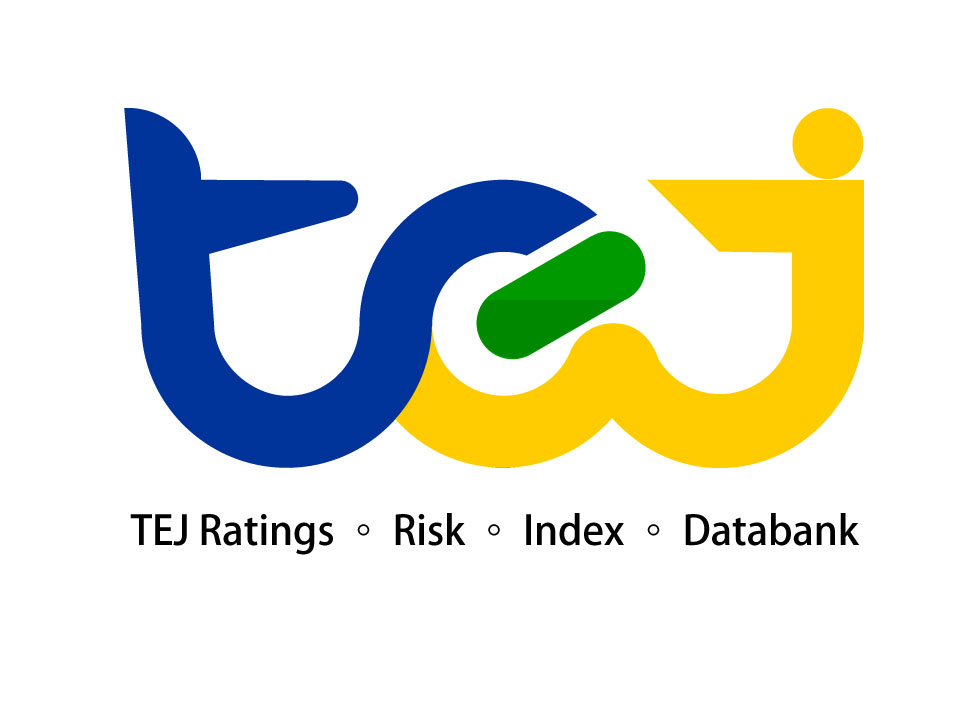 tej
TEJ Ratings ◦ Risk ◦ Index ◦ Databank